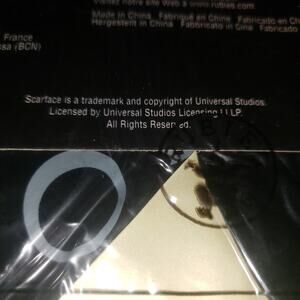 notre site Web à www.rubies.
Made in China Fabriqué en Chine Fabricado en
Hergestellt in China Fabbricato in Cina Fabricado
France
(BCN)
Scarface is a trademark and copyright of Universal Studios.
Licensed by Universal Studios Licensing LLLP.
All Rights Reserved.